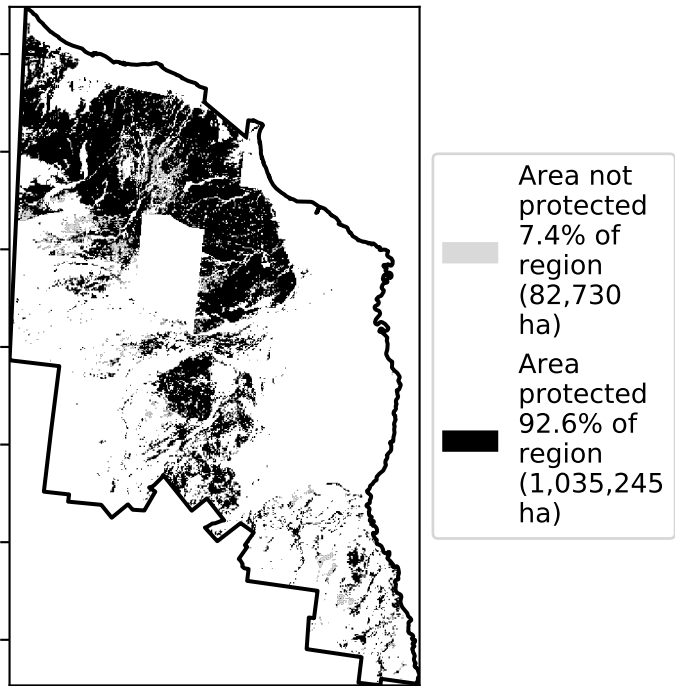 Area not
protected
7.4% of
region
(82,730
ha)
Area
protected
92.6% of
region
(1,035,245
ha)